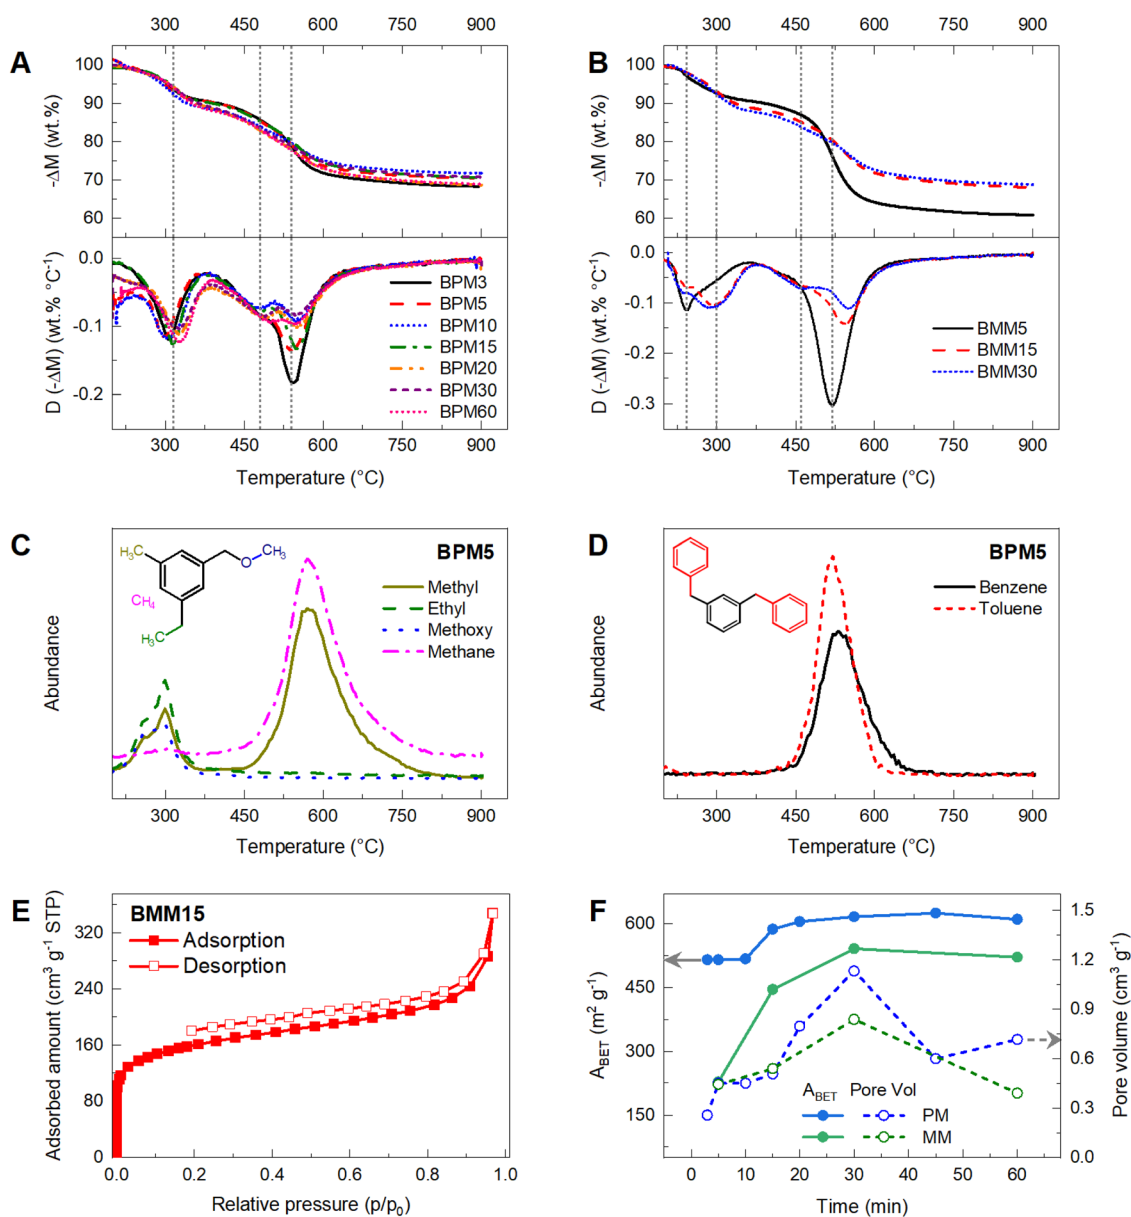 300 450 600 750 900
A
100
90
80
70
60
-ΔM (wt.%)
0.0
-0.1
-0.2
D (-ΔM) (wt.% °C⁻¹)
BPM3
BPM5
BPM10
BPM15
BPM20
BPM30
BPM60
300 450 600 750 900
Temperature (°C)
300 450 600 750 900
B
100
90
80
70
60
-ΔM (wt.%)
0.0
-0.1
-0.2
-0.3
D (-ΔM) (wt.% °C⁻¹)
BMM5
BMM15
BMM30
300 450 600 750 900
Temperature (°C)
C
BPM5
H₃C
O
CH₃
CH₄
H₃C
Methyl
Ethyl
Methoxy
Methane
Abundance
300 450 600 750 900
Temperature (°C)
D
BPM5
Benzene
Toluene
Abundance
300 450 600 750 900
Temperature (°C)
E
BMM15
Adsorption
Desorption
320
240
160
80
0
Adsorbed amount (cm³ g⁻¹ STP)
0.0 0.2 0.4 0.6 0.8 1.0
Relative pressure (p/p₀)
F
600
450
300
150
A_BET (m² g⁻¹)
1.5
1.2
0.9
0.6
0.3
0.0
Pore volume (cm³ g⁻¹)
A_BET Pore Vol
PM
MM
0 10 20 30 40 50 60
Time (min)